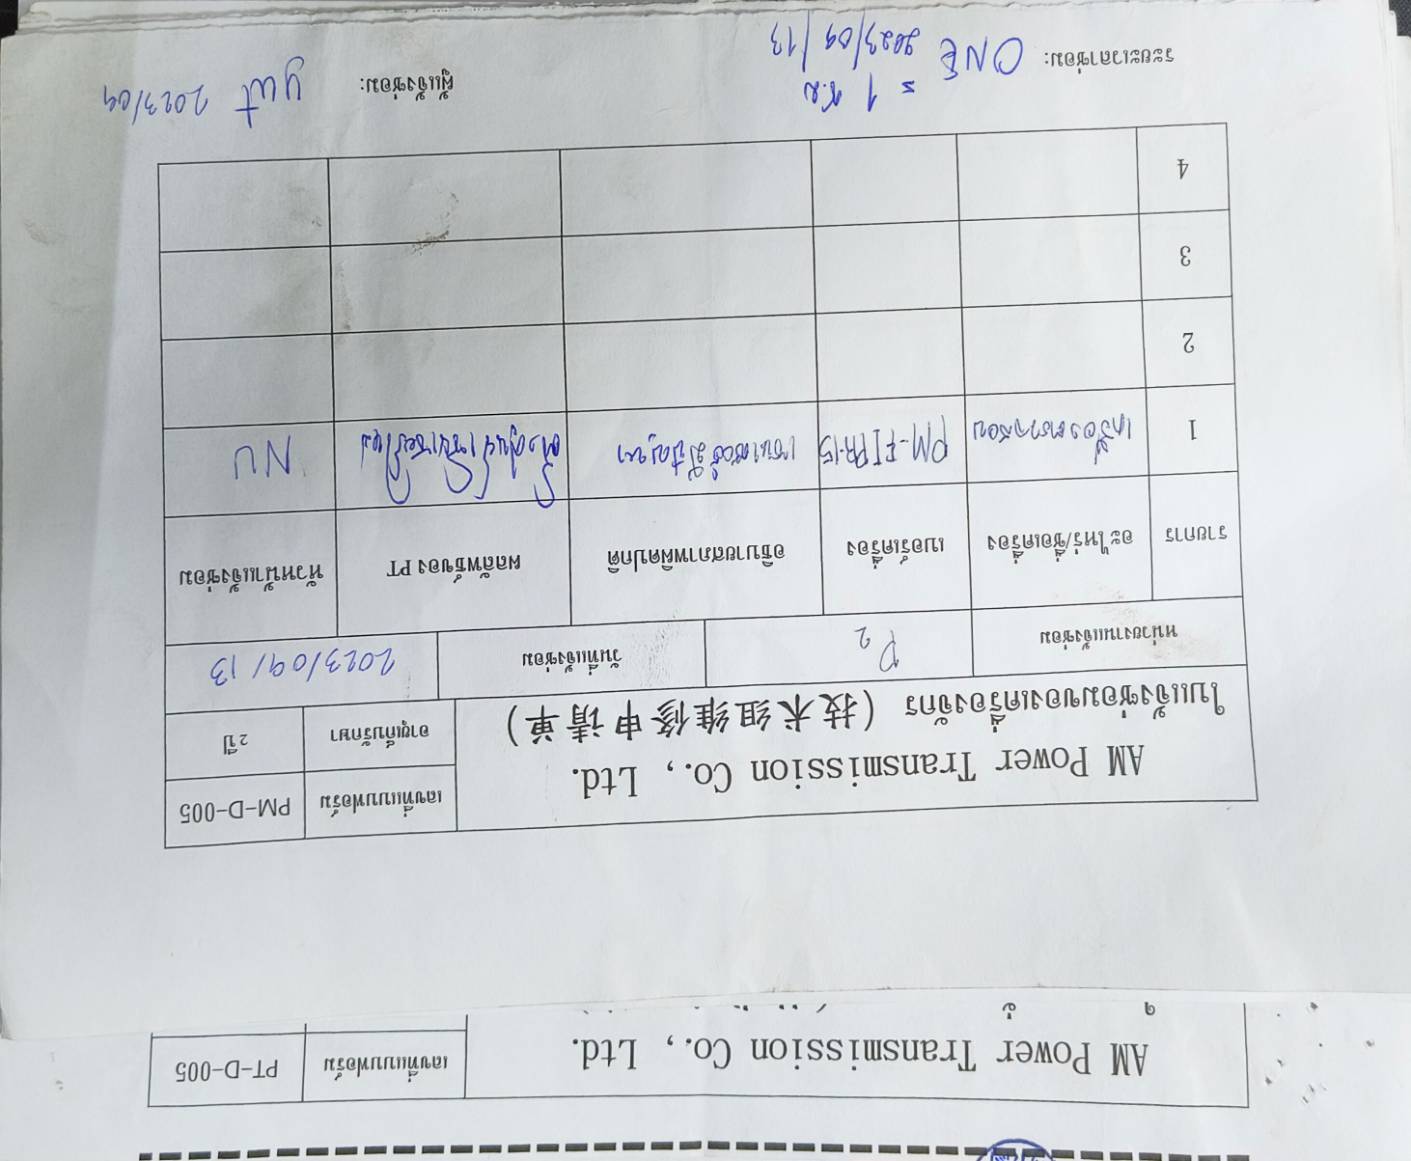 AM Power Transmission Co., Ltd.
เลขที่แบบฟอร์ม PT-D-005
AM Power Transmission Co., Ltd.
ใบแจ้งซ่อมของเครื่องจักร (技术组维修申请单)
เลขที่แบบฟอร์ม PM-D-005
อายุเก็บรักษา 2 ปี
หน่วยงานแจ้งซ่อม P2 วันที่แจ้งซ่อม 2023/09/13
รายการ อะไหร่/ชื่อเครื่อง เบอร์เครื่อง อธิบายสภาพผิดปกติ ผลลัพธ์ของ PT หัวหน้าแจ้งซ่อม
1 เครื่องตรวจสอบ PM-FIPR-15 เซนเซอร์มีปัญหา ตั้งศูนย์เซ็นเซอร์ใหม่ NU
2
3
4
ระยะเวลาซ่อม: ONE = 1 ช.ม
2023/09/13
ผู้แจ้งซ่อม: yut 2023/09